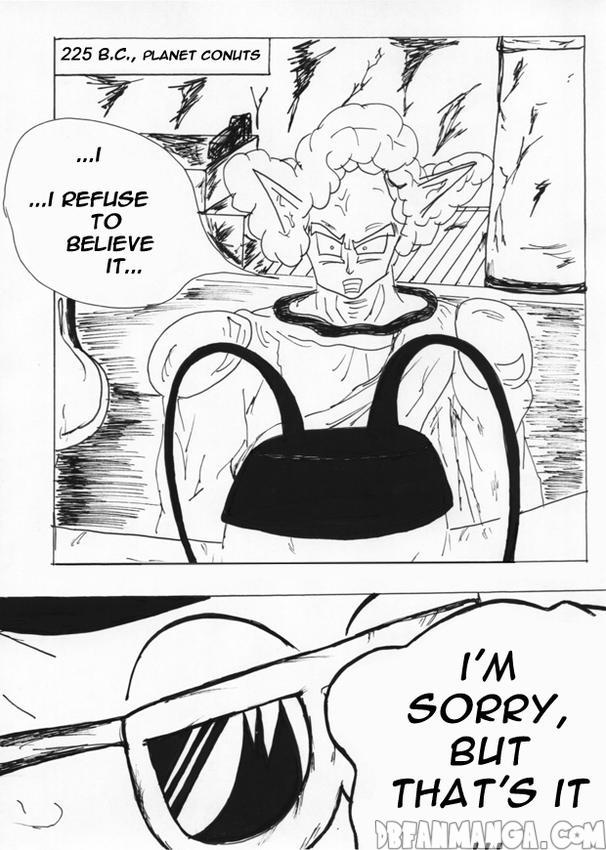 225 B.C., PLANET CONUTS
...I
...I REFUSE
TO
BELIEVE
IT...
I'M
SORRY,
BUT
THAT'S IT
DBFANMANGA.COM